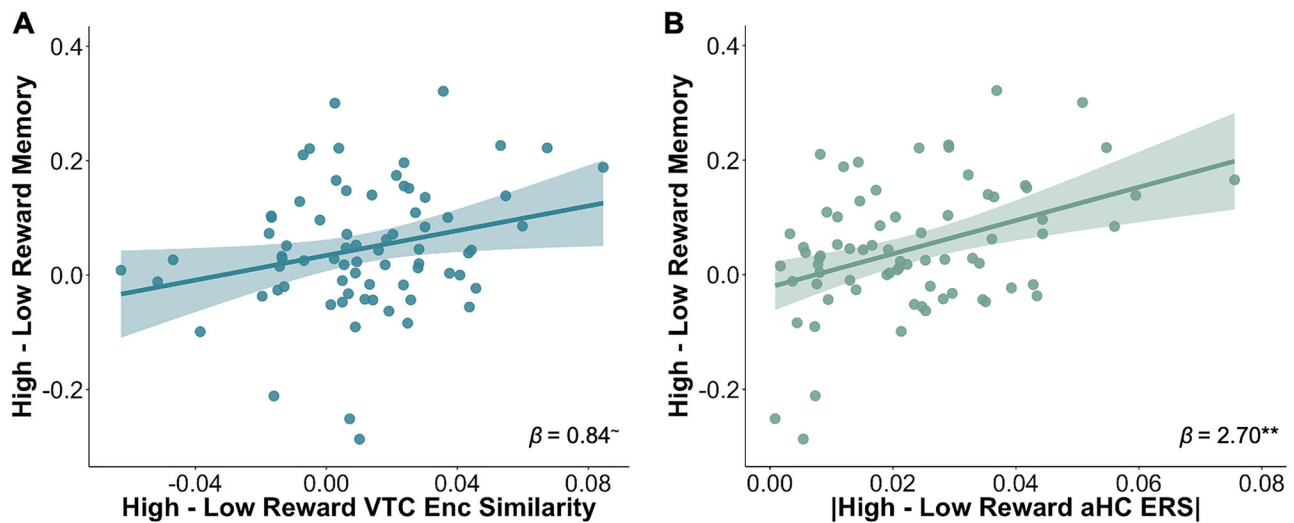 A
High - Low Reward Memory
0.4
0.2
0.0
-0.2
-0.04
0.00
0.04
0.08
β = 0.84~
High - Low Reward VTC Enc Similarity
B
High - Low Reward Memory
0.4
0.2
0.0
-0.2
0.00
0.02
0.04
0.06
0.08
β = 2.70**
|High - Low Reward aHC ERS|